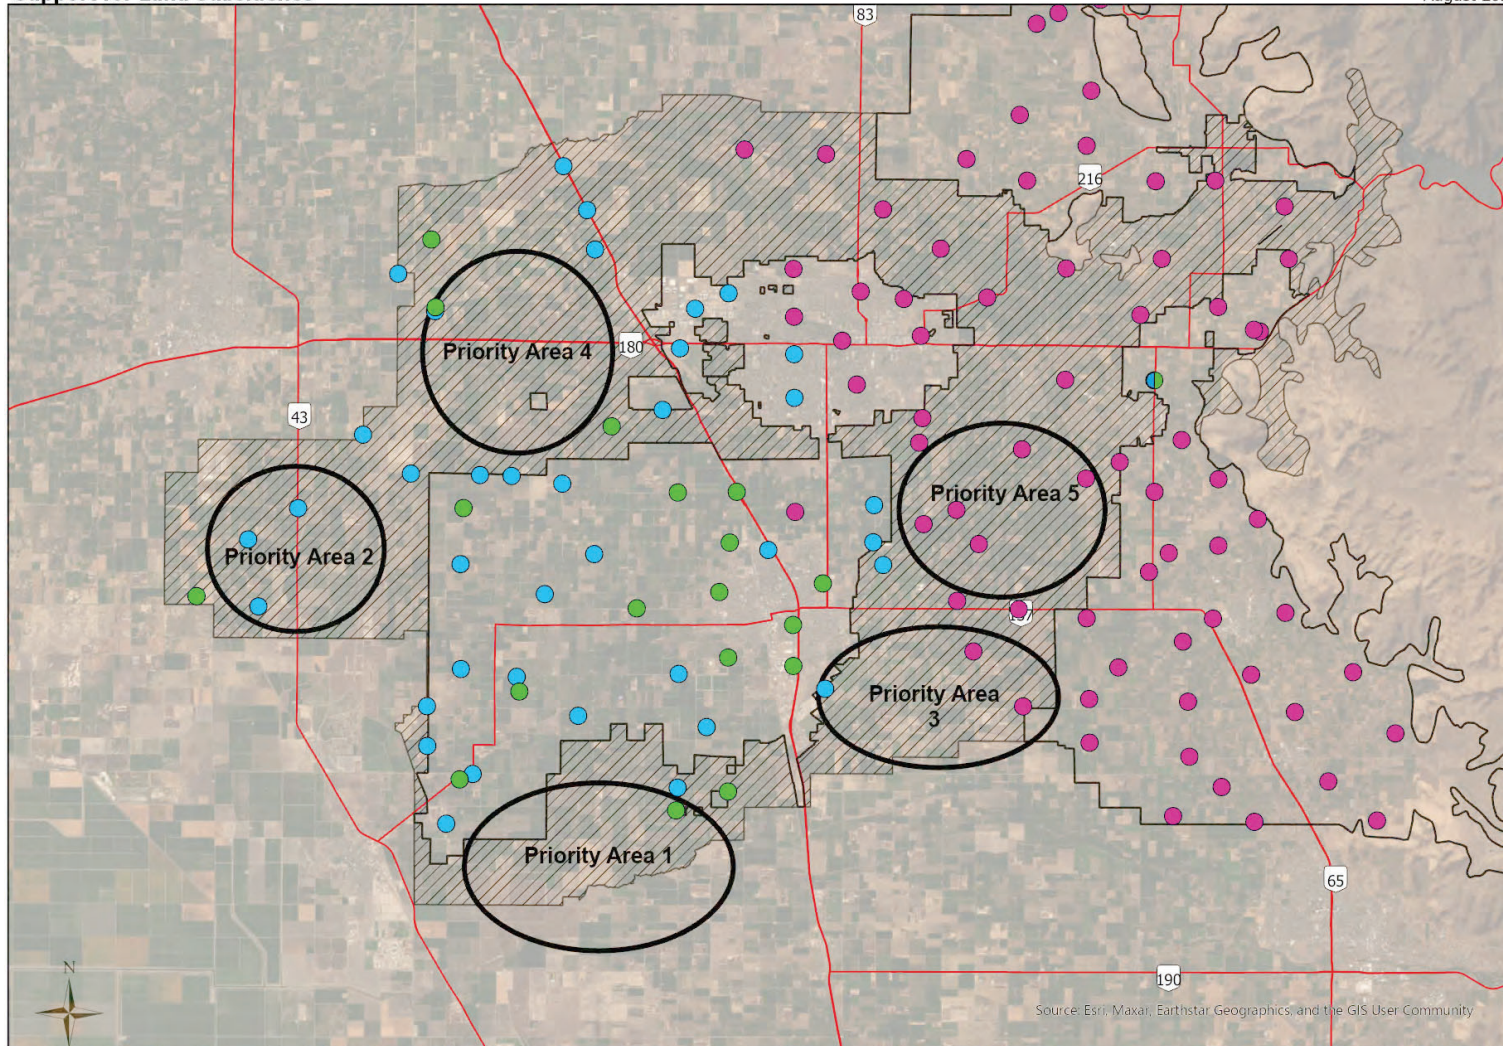 83
216
Priority Area 4
180
43
Priority Area 5
Priority Area 2
Priority Area
3
Priority Area 1
65
N
190
Source: Esri, Maxar, Earthstar Geographics, and the GIS User Community